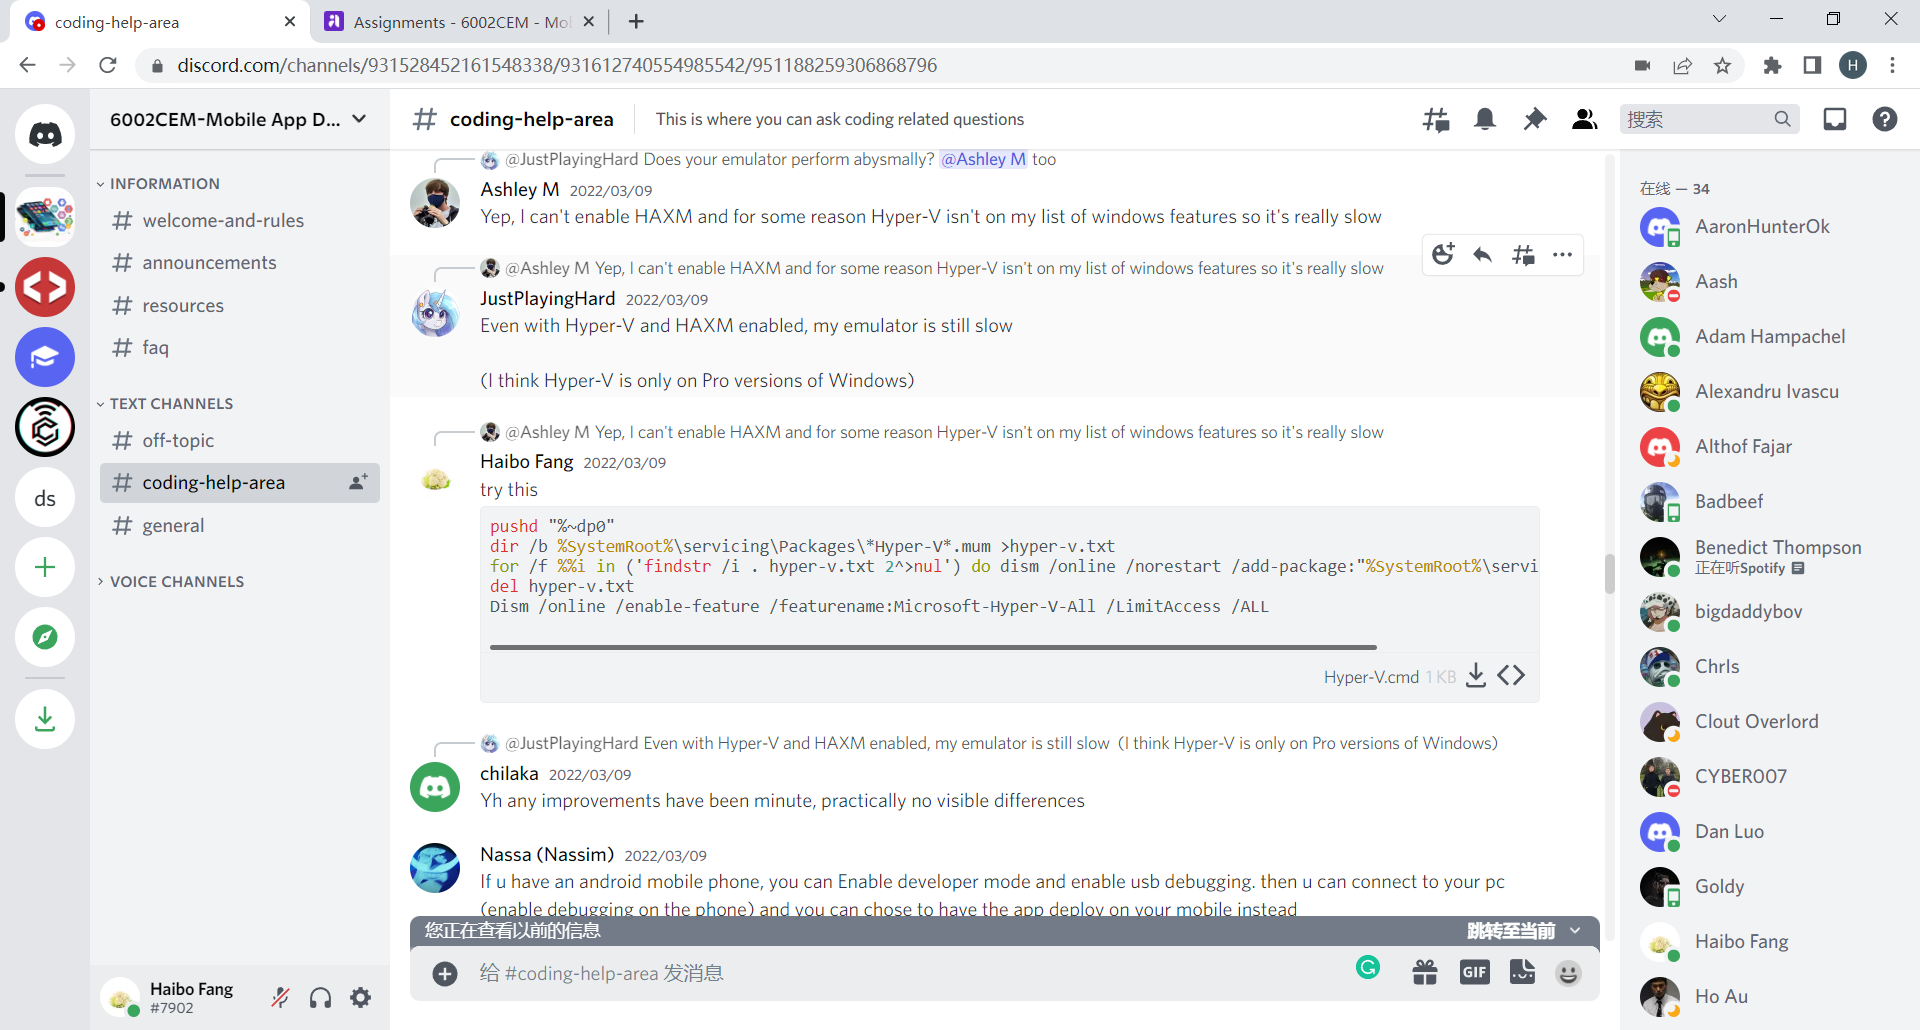 coding-help-area
Assignments - 6002CEM - Mo
discord.com/channels/931528452161548338/931612740554985542/951188259306868796
H
6002CEM-Mobile App D...
coding-help-area
This is where you can ask coding related questions
搜索
INFORMATION
welcome-and-rules
announcements
resources
faq
TEXT CHANNELS
off-topic
coding-help-area
general
VOICE CHANNELS
ds
Haibo Fang
#7902
@JustPlayingHard Does your emulator perform abysmally? @Ashley M too
Ashley M 2022/03/09
Yep, I can't enable HAXM and for some reason Hyper-V isn't on my list of windows features so it's really slow
@Ashley M Yep, I can't enable HAXM and for some reason Hyper-V isn't on my list of windows features so it's really slow
JustPlayingHard 2022/03/09
Even with Hyper-V and HAXM enabled, my emulator is still slow
(I think Hyper-V is only on Pro versions of Windows)
@Ashley M Yep, I can't enable HAXM and for some reason Hyper-V isn't on my list of windows features so it's really slow
Haibo Fang 2022/03/09
try this
pushd "%~dp0"
dir /b %SystemRoot%\servicing\Packages\*Hyper-V*.mum >hyper-v.txt
for /f %%i in ('findstr /i . hyper-v.txt 2^>nul') do dism /online /norestart /add-package:"%SystemRoot%\servi
del hyper-v.txt
Dism /online /enable-feature /featurename:Microsoft-Hyper-V-All /LimitAccess /ALL
Hyper-V.cmd 1 KB
@JustPlayingHard Even with Hyper-V and HAXM enabled, my emulator is still slow (I think Hyper-V is only on Pro versions of Windows)
chilaka 2022/03/09
Yh any improvements have been minute, practically no visible differences
Nassa (Nassim) 2022/03/09
If u have an android mobile phone, you can Enable developer mode and enable usb debugging. then u can connect to your pc
(enable debugging on the phone) and you can chose to have the app deploy on your mobile instead
您正在查看以前的信息
跳转至当前
给 #coding-help-area 发消息
GIF
在线 — 34
AaronHunterOk
Aash
Adam Hampachel
Alexandru Ivascu
Althof Fajar
Badbeef
Benedict Thompson
正在听Spotify
bigdaddybov
Chrls
Clout Overlord
CYBER007
Dan Luo
Goldy
Haibo Fang
Ho Au